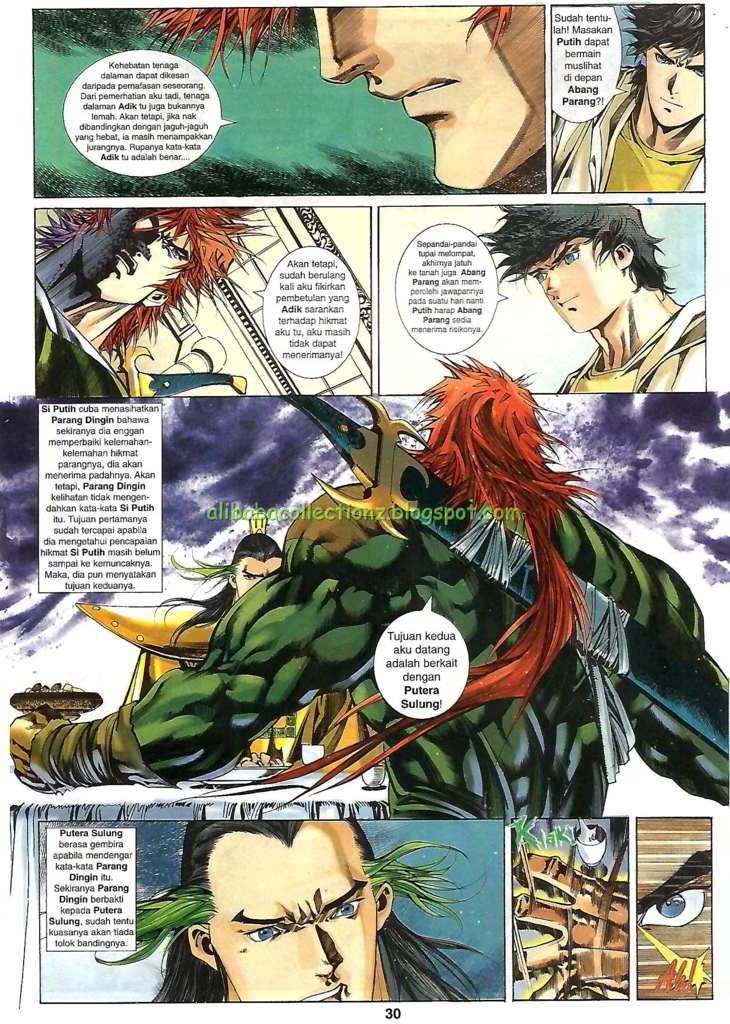 Kehebatan tenaga
dalaman dapat dikesan
daripada pernafasan seseorang.
Dari pemerhatian aku tadi, tenaga
dalaman Adik tu juga bukannya
lemah. Akan tetapi, jika nak
dibandingkan dengan jaguh-jaguh
yang hebat, ia masih menampakkan
jurangnya. Rupanya kata-kata
Adik tu adalah benar....
Sudah tentu-
lah! Masakan
Putih dapat
bermain
muslihat
di depan
Abang
Parang?!
Akan tetapi,
sudah berulang
kali aku fikirkan
pembetulan yang
Adik sarankan
terhadap hikmat
aku tu, aku masih
tidak dapat
menerimanya!
Sepandai-pandai
tupai melompat,
akhirnya jatuh
ke tanah juga. Abang
Parang akan mem-
perolehi jawapannya
pada suatu hari nanti.
Putih harap Abang
Parang sedia
menerima risikonya.
Si Putih cuba menasihatkan
Parang Dingin bahawa
sekiranya dia enggan
memperbaiki kelemahan-
kelemahan hikmat
parangnya, dia akan
menerima padahnya. Akan
tetapi, Parang Dingin
kelihatan tidak mengen-
dahkan kata-kata Si Putih
itu. Tujuan pertamanya
sudah tercapai apabila
dia mengetahui pencapaian
hikmat Si Putih masih belum
sampai ke kemuncaknya.
Maka, dia pun menyatakan
tujuan keduanya.
alibabacollectionz.blogspot.com
Tujuan kedua
aku datang
adalah berkait
dengan
Putera
Sulung!
Putera Sulung
berasa gembira
apabila mendengar
kata-kata Parang
Dingin itu.
Sekiranya Parang
Dingin berbakti
kepada Putera
Sulung, sudah tentu
kuasanya akan tiada
tolok bandingnya.
Ah!
30